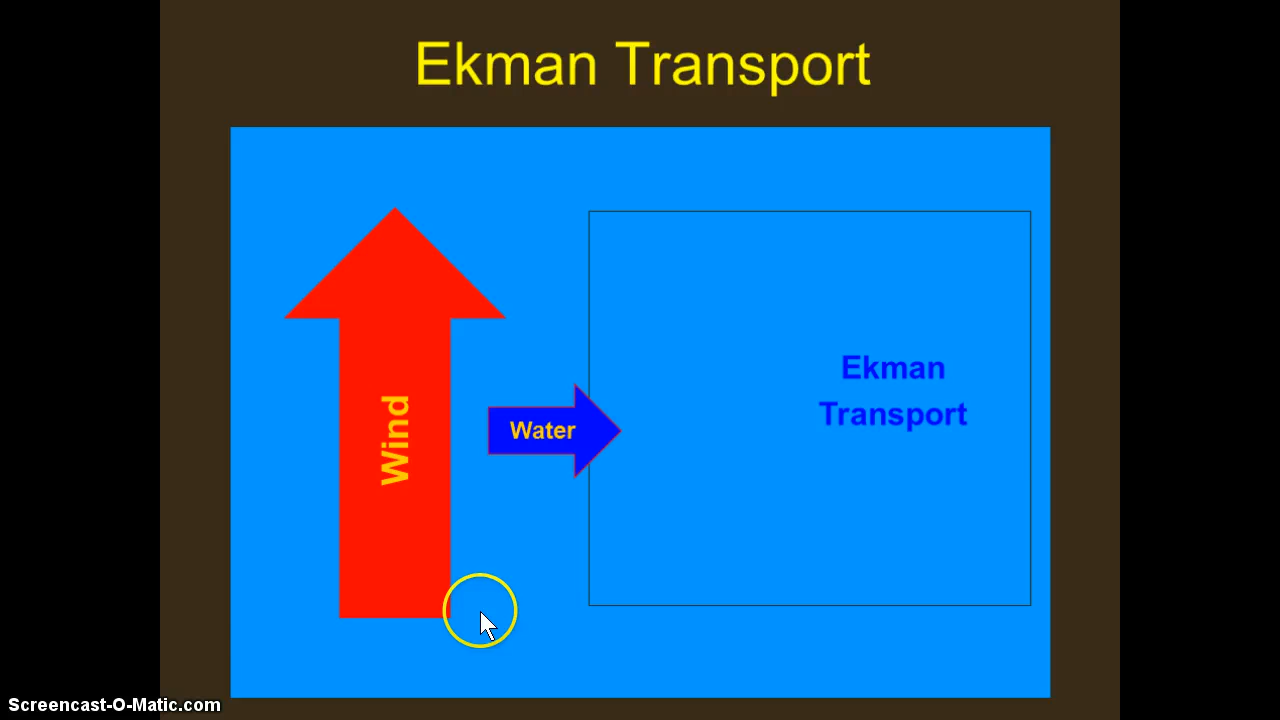 Ekman Transport
Wind
Water
Ekman
Transport
Screencast-O-Matic.com